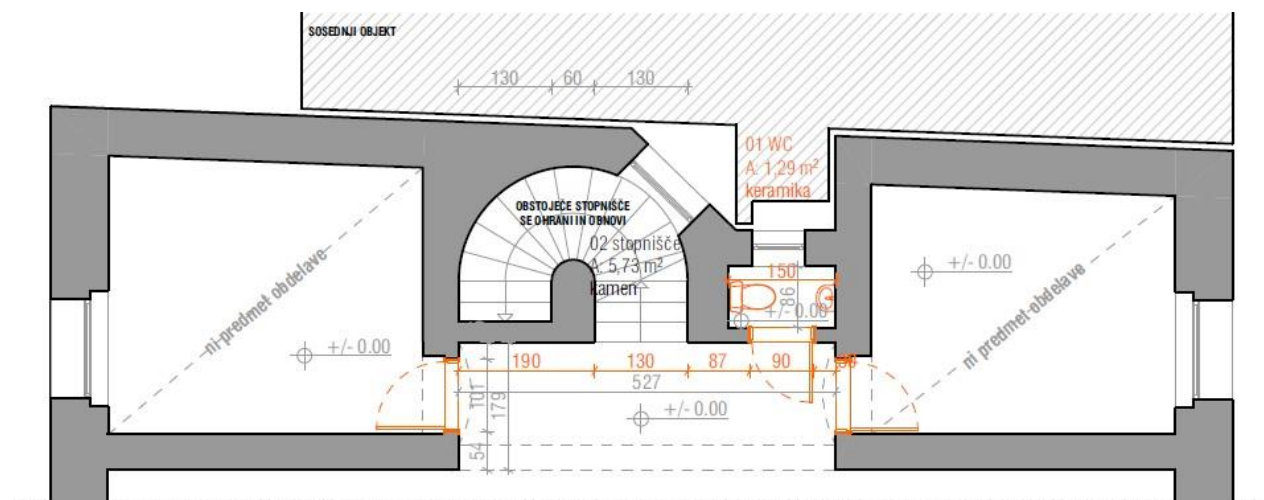 SOSEDNJI OBJEKT
130 60 130
01 WC
A: 1,29 m²
keramika
OBSTOJEČE STOPNIŠČE
SE OHRANI IN OBNOVI
02 stopnišče
A: 5,73 m²
kamen
ni predmet obdelave
+/- 0.00
150
86
+/- 0.00
+/- 0.00
ni predmet obdelave
190 130 87 90
527
101
179
54
+/- 0.00